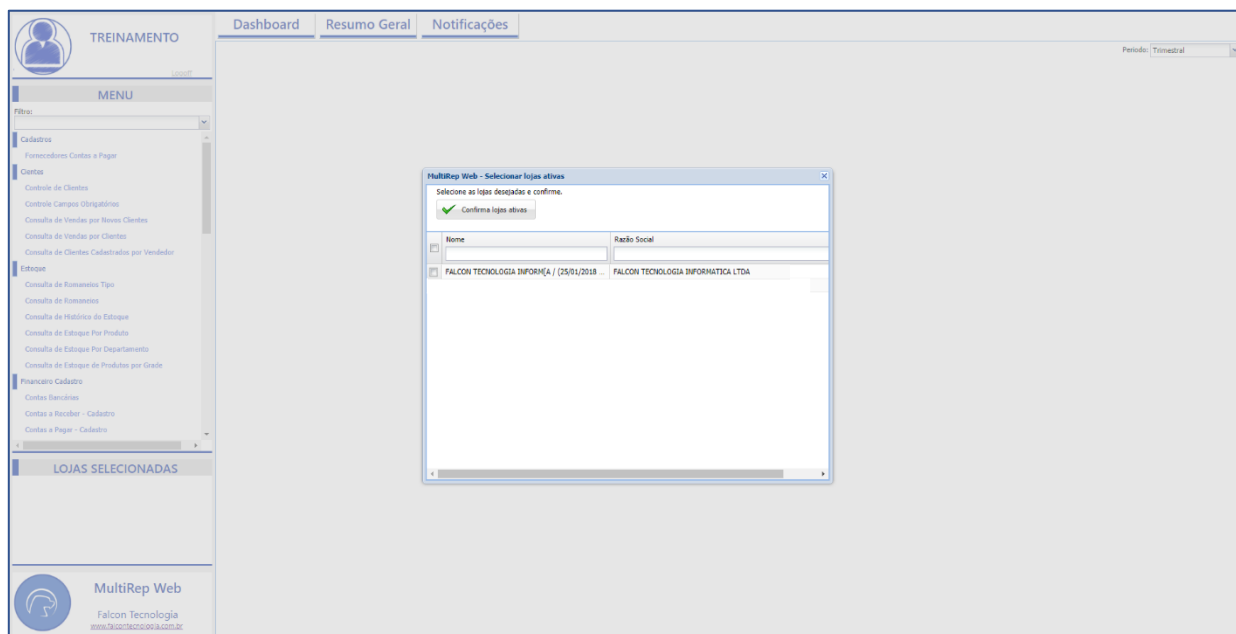 TREINAMENTO
Logoff
MENU
Filtro:
Cadastros
Fornecedores Contas a Pagar
Clientes
Controle de Clientes
Controle Campos Obrigatórios
Consulta de Vendas por Novos Clientes
Consulta de Vendas por Clientes
Consulta de Clientes Cadastrados por Vendedor
Estoque
Consulta de Romaneios Tipo
Consulta de Romaneios
Consulta de Histórico do Estoque
Consulta de Estoque Por Produto
Consulta de Estoque Por Departamento
Consulta de Estoque de Produtos por Grade
Financeiro Cadastro
Contas Bancárias
Contas a Receber - Cadastro
Contas a Pagar - Cadastro
LOJAS SELECIONADAS
MultiRep Web
Falcon Tecnologia
www.falcontecnologia.com.br
Dashboard Resumo Geral Notificações
Periodo: Trimestral
MultiRep Web - Selecionar lojas ativas
Selecione as lojas desejadas e confirme.
Confirma lojas ativas
Nome Razão Social
FALCON TECNOLOGIA INFORM[A / (25/01/2018 ... FALCON TECNOLOGIA INFORMATICA LTDA